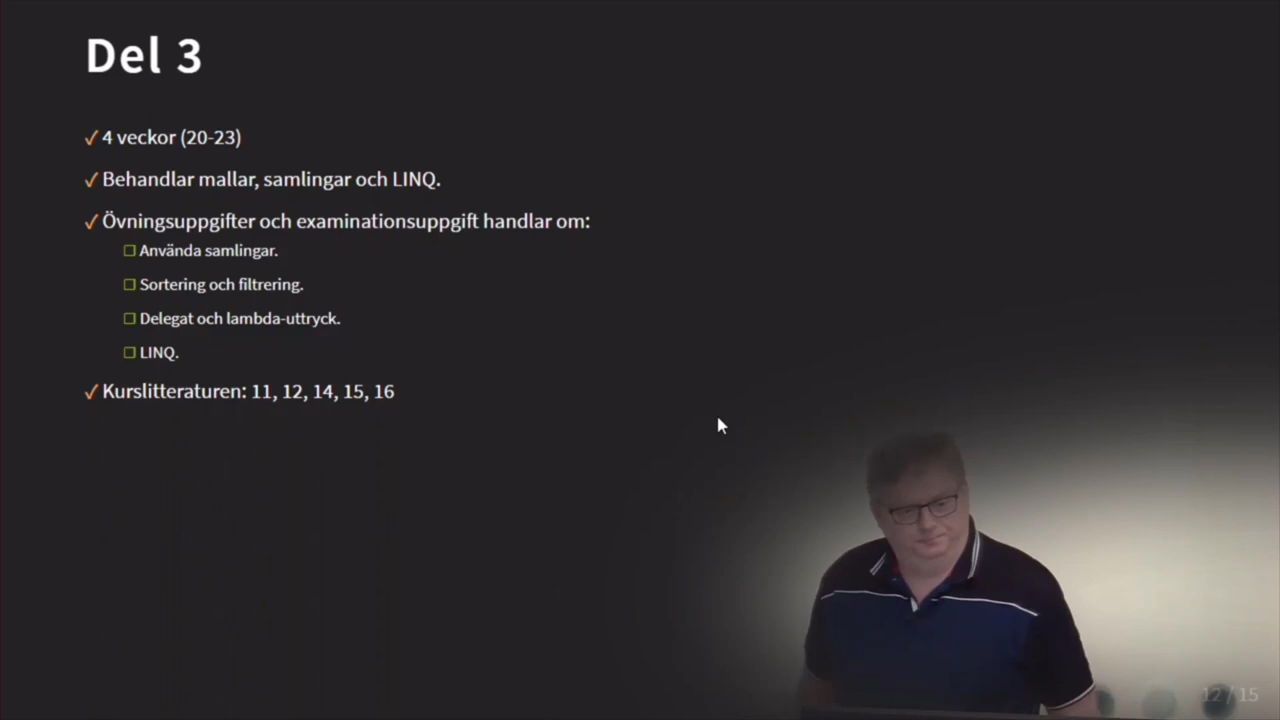 Del 3
4 veckor (20-23)
Behandlar mallar, samlingar och LINQ.
Övningsuppgifter och examinationsuppgift handlar om:
Använda samlingar.
Sortering och filtrering.
Delegat och lambda-uttryck.
LINQ.
Kurslitteraturen: 11, 12, 14, 15, 16
12 / 15